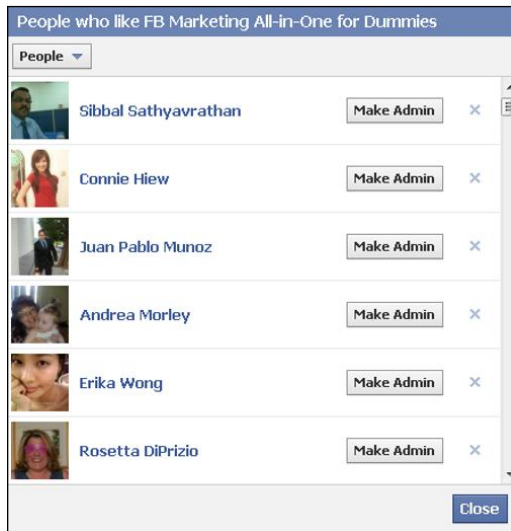 People who like FB Marketing All-in-One for Dummies
People
Sibbal Sathyavrathan Make Admin ×
Connie Hiew Make Admin ×
Juan Pablo Munoz Make Admin ×
Andrea Morley Make Admin ×
Erika Wong Make Admin ×
Rosetta DiPrizio Make Admin ×
Close